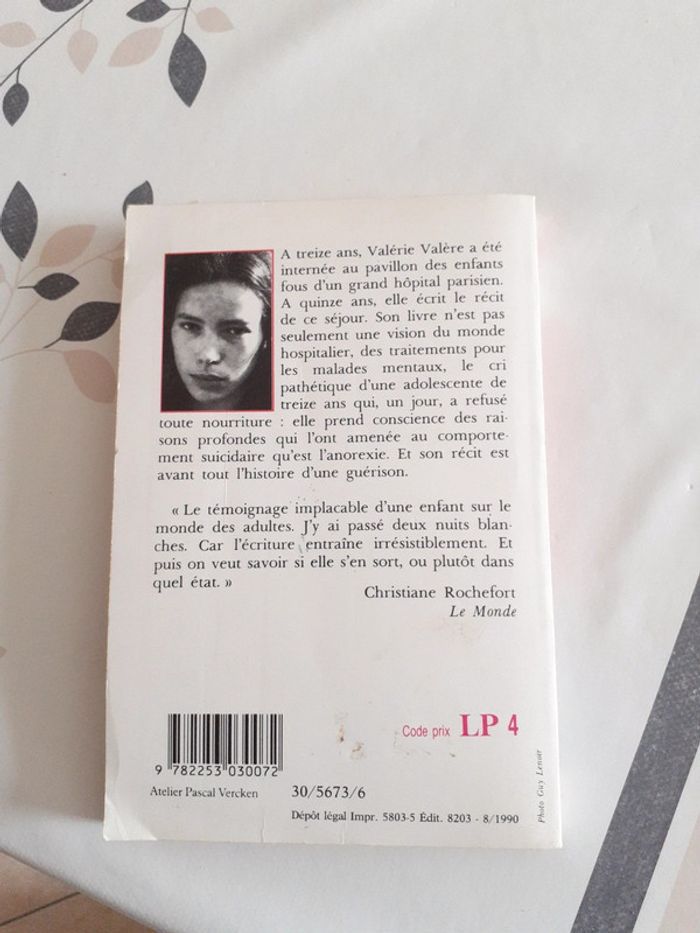 A treize ans, Valérie Valère a été
internée au pavillon des enfants
fous d'un grand hôpital parisien.
A quinze ans, elle écrit le récit
de ce séjour. Son livre n'est pas
seulement une vision du monde
hospitalier, des traitements pour
les malades mentaux, le cri
pathétique d'une adolescente de
treize ans qui, un jour, a refusé
toute nourriture : elle prend conscience des rai-
sons profondes qui l'ont amenée au comporte-
ment suicidaire qu'est l'anorexie. Et son récit est
avant tout l'histoire d'une guérison.
« Le témoignage implacable d'une enfant sur le
monde des adultes. J'y ai passé deux nuits blan-
ches. Car l'écriture entraîne irrésistiblement. Et
puis on veut savoir si elle s'en sort, ou plutôt dans
quel état. »
Christiane Rochefort
Le Monde
Code prix LP 4
9 782253 030072
Atelier Pascal Vercken
30/5673/6
Dépôt légal Impr. 5803-5 Édit. 8203 - 8/1990
Photo Guy Lenoir